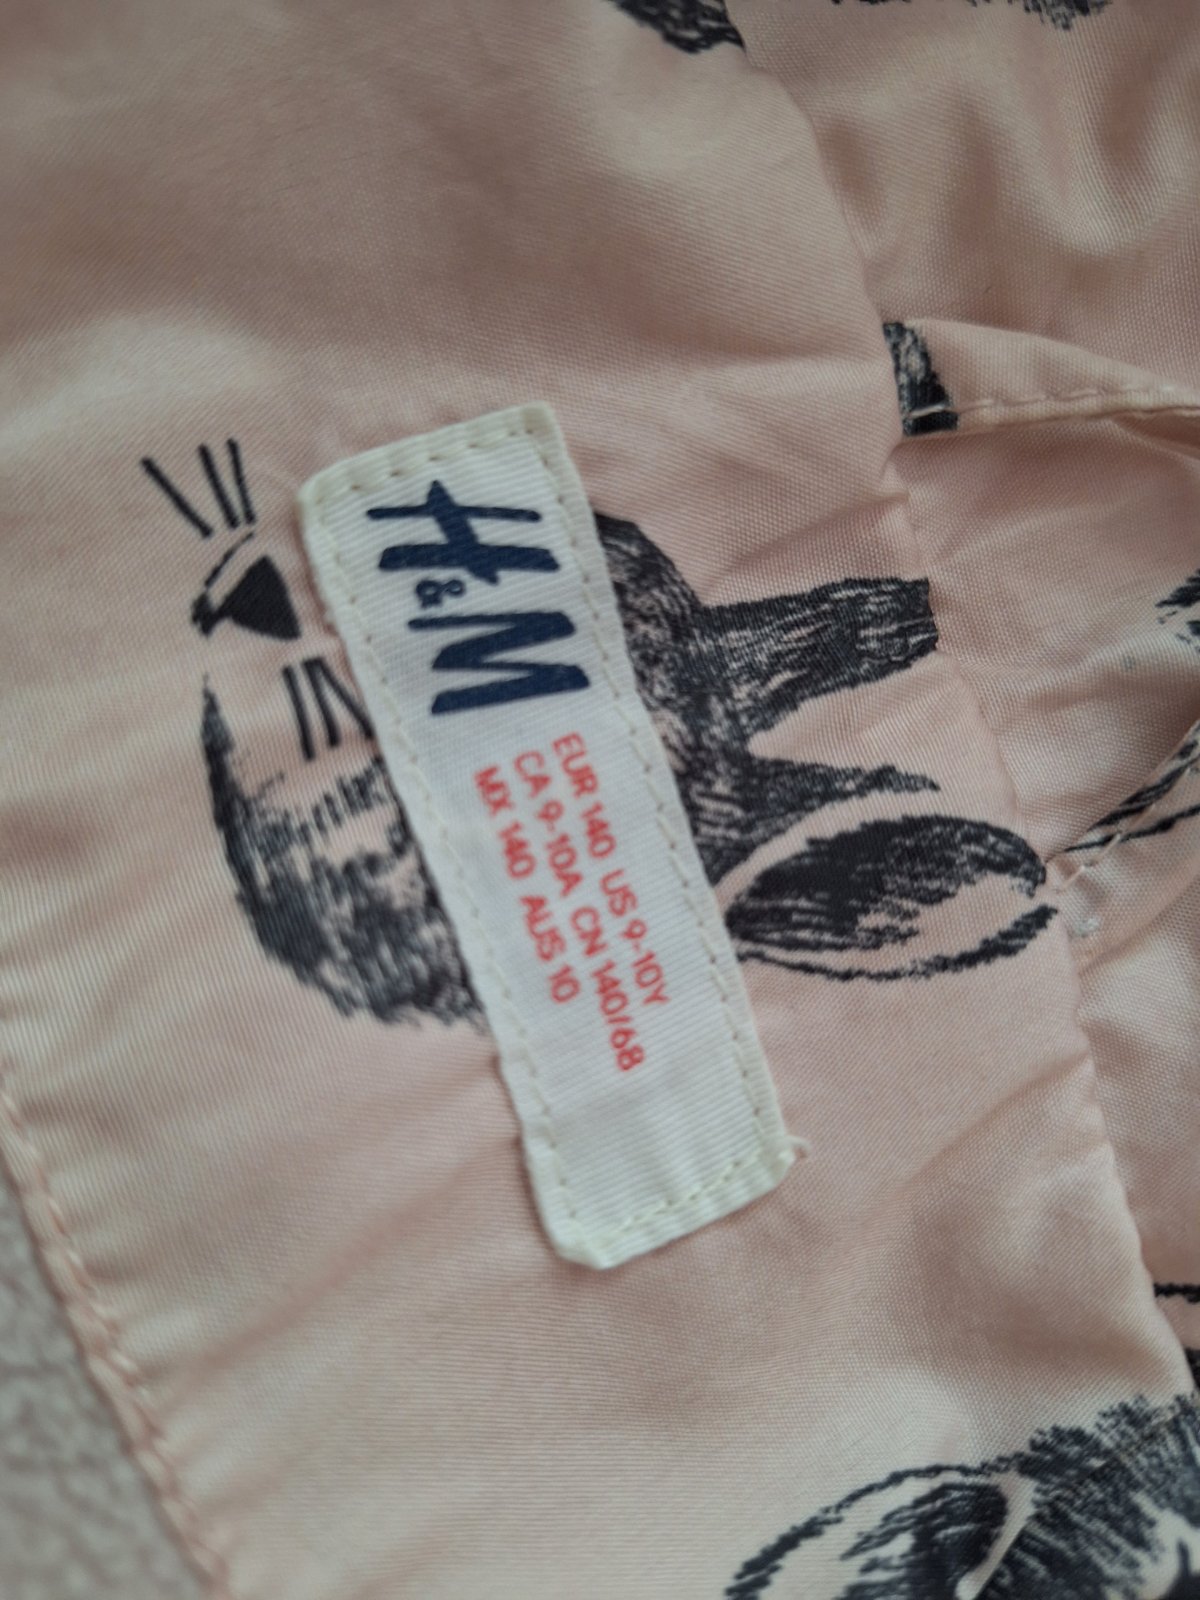 H&M
EUR 140 US 9-10Y
CA 9-10A CN 140/68
MX 140 AUS 10